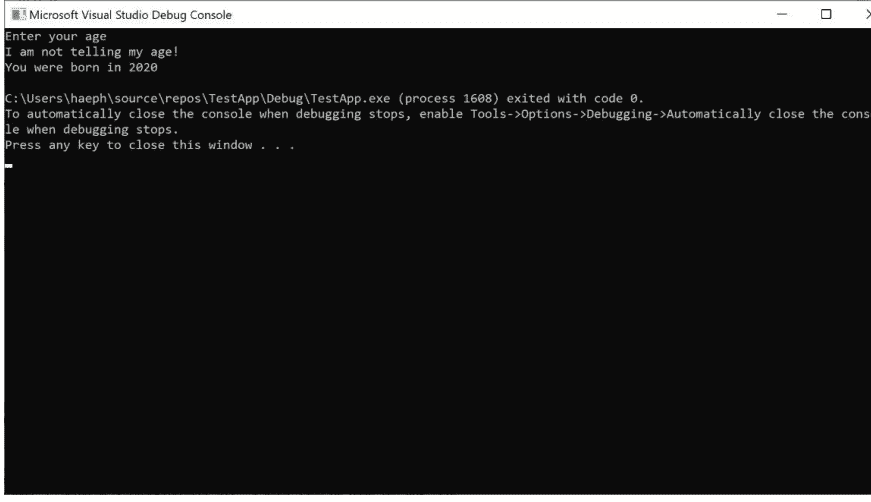 Microsoft Visual Studio Debug Console
Enter your age
I am not telling my age!
You were born in 2020
C:\Users\haeph\source\repos\TestApp\Debug\TestApp.exe (process 1608) exited with code 0.
To automatically close the console when debugging stops, enable Tools->Options->Debugging->Automatically close the cons
le when debugging stops.
Press any key to close this window . . .